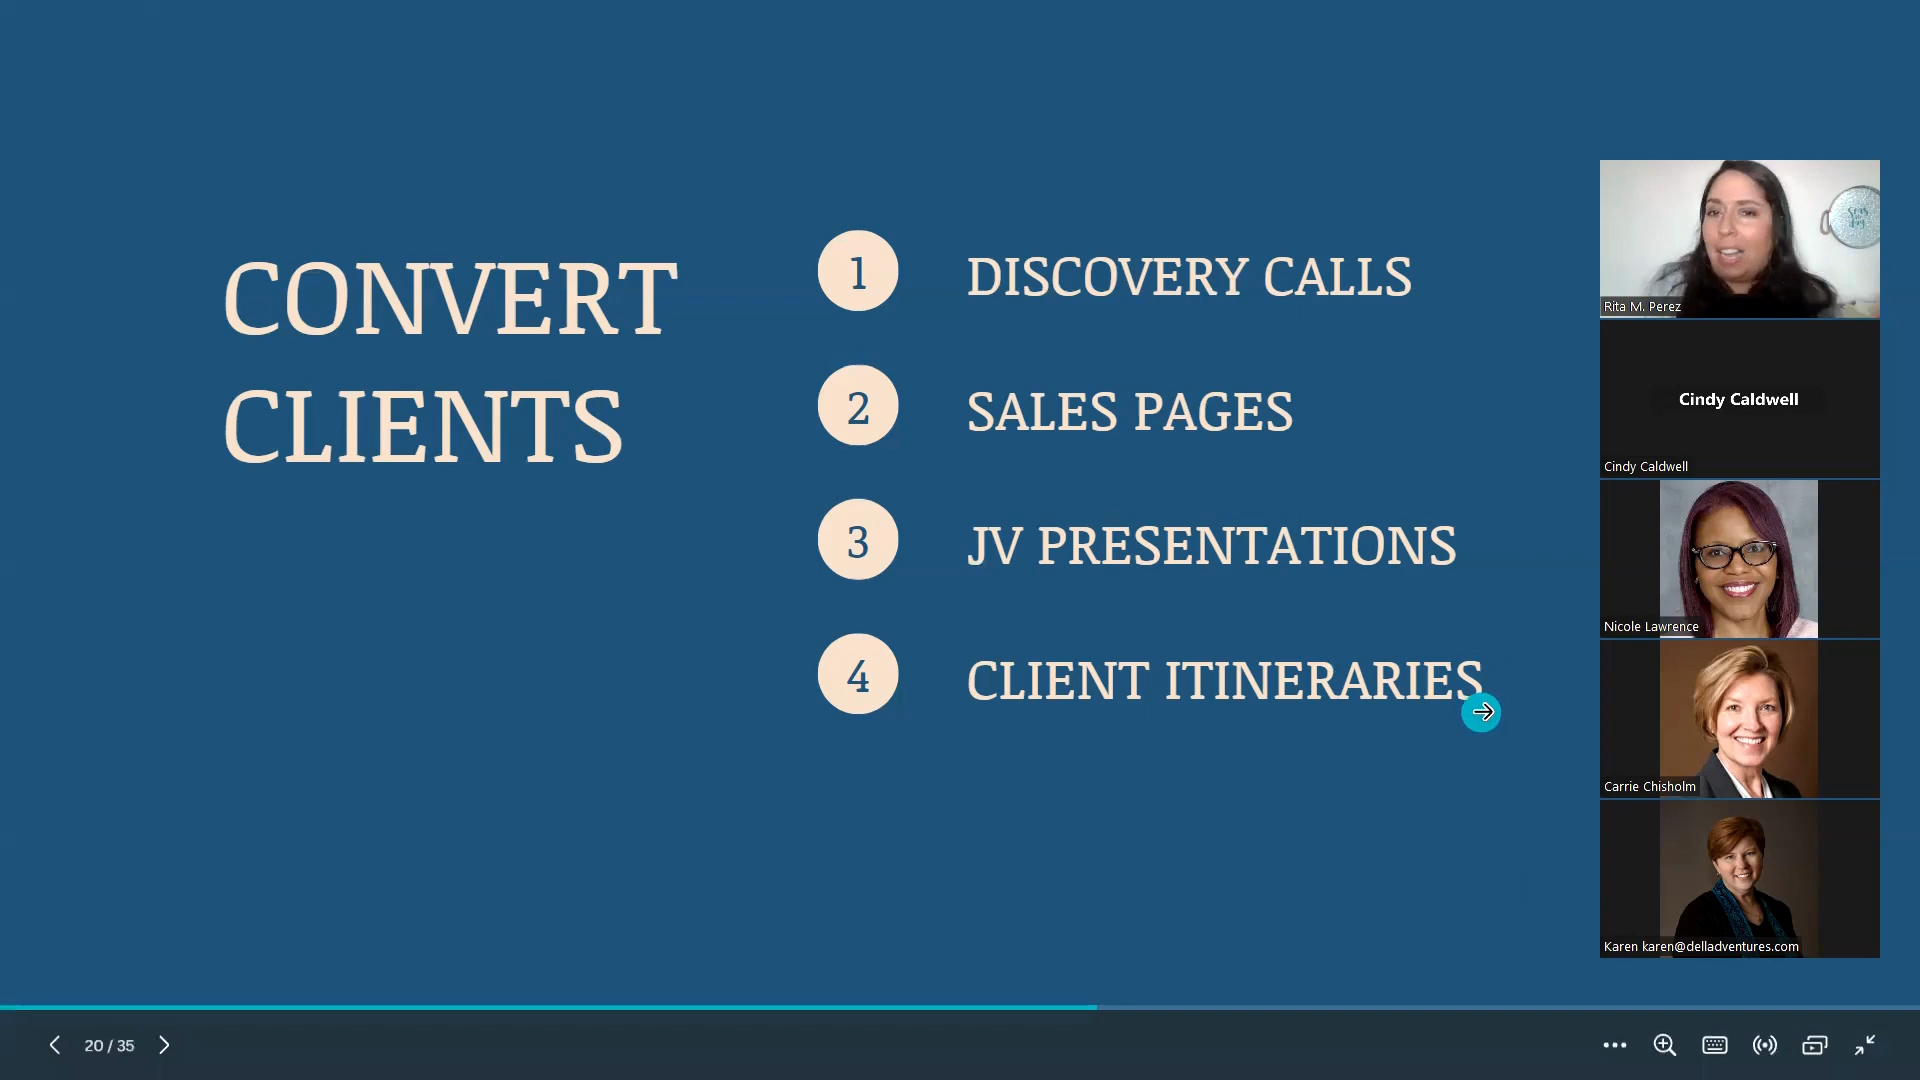 CONVERT
CLIENTS
1 DISCOVERY CALLS
2 SALES PAGES
3 JV PRESENTATIONS
4 CLIENT ITINERARIES
Rita M. Perez
Cindy Caldwell
Cindy Caldwell
Nicole Lawrence
Carrie Chisholm
Karen karen@delladventures.com
20 / 35